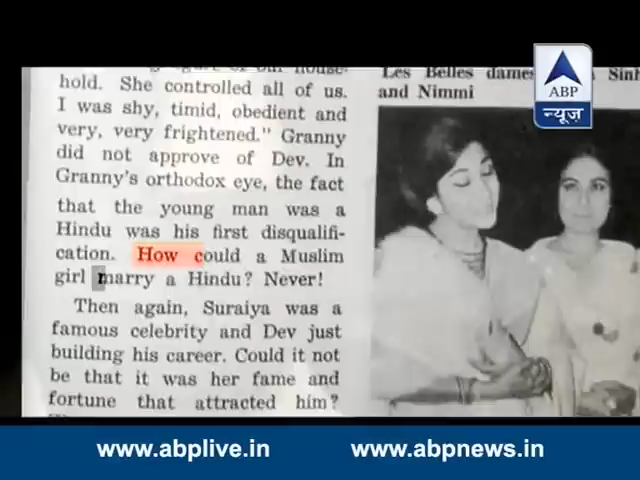 hold. She controlled all of us.
I was shy, timid, obedient and
very, very frightened." Granny
did not approve of Dev. In
Granny's orthodox eye, the fact
that the young man was a
Hindu was his first disqualifi-
cation. How could a Muslim
girl marry a Hindu? Never!
Then again, Suraiya was a
famous celebrity and Dev just
building his career. Could it not
be that it was her fame and
fortune that attracted him?
Les Belles dames
and Nimmi
ABP
न्यूज़
www.abplive.in
www.abpnews.in